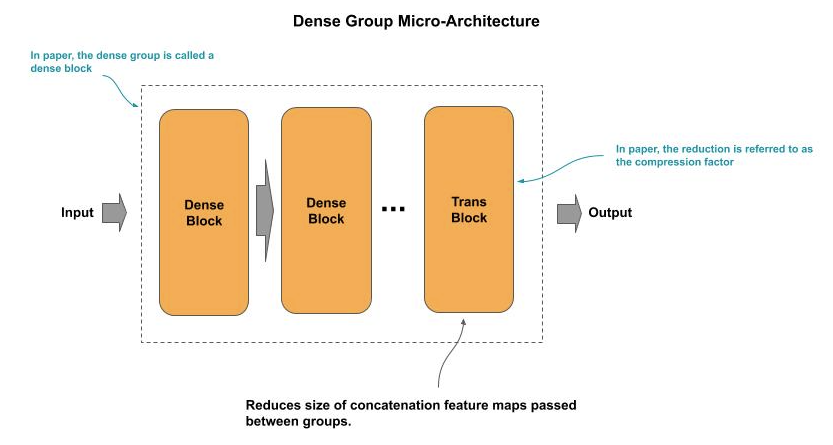 Dense Group Micro-Architecture
In paper, the dense group is called a
dense block
In paper, the reduction is referred to as
the compression factor
Input
Dense
Block
Dense
Block
...
Trans
Block
Output
Reduces size of concatenation feature maps passed
between groups.